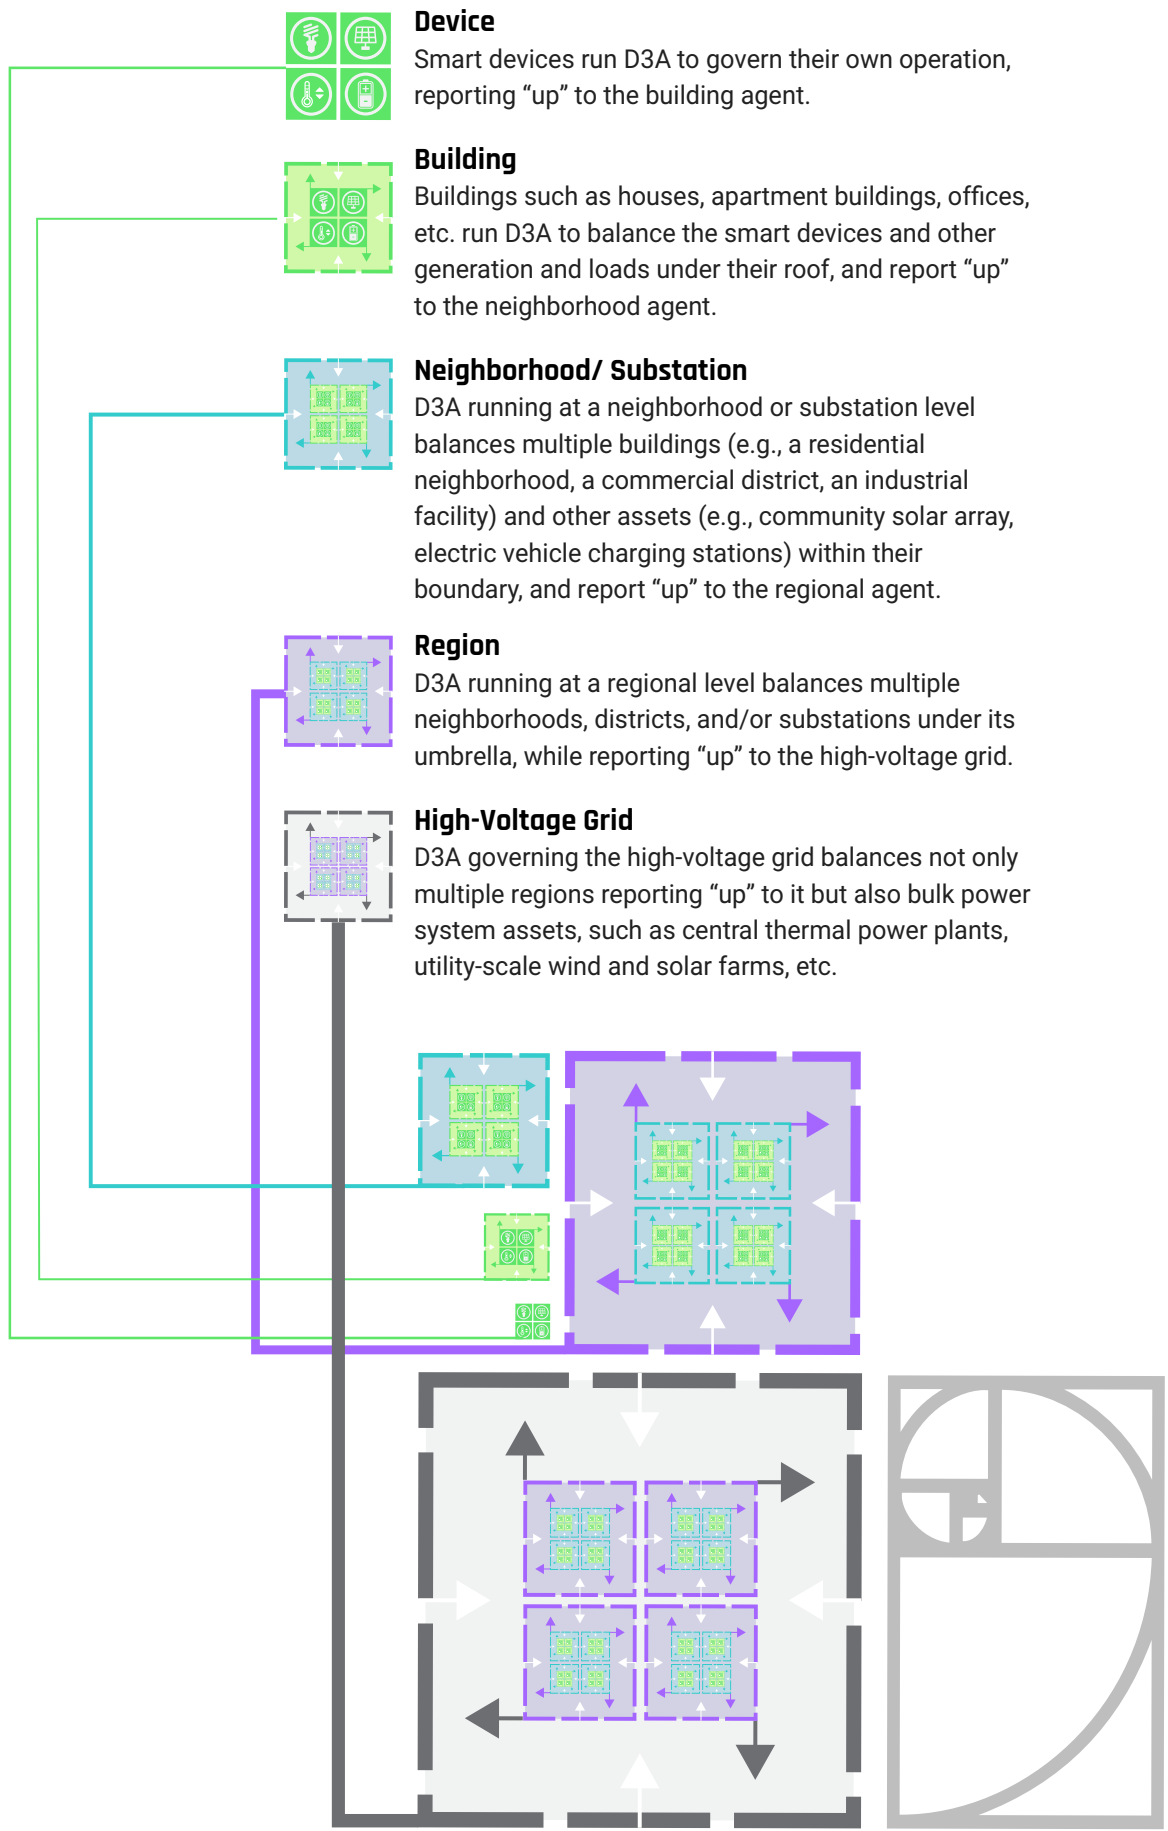 Device
Smart devices run D3A to govern their own operation,
reporting “up” to the building agent.
Building
Buildings such as houses, apartment buildings, offices,
etc. run D3A to balance the smart devices and other
generation and loads under their roof, and report “up”
to the neighborhood agent.
Neighborhood/ Substation
D3A running at a neighborhood or substation level
balances multiple buildings (e.g., a residential
neighborhood, a commercial district, an industrial
facility) and other assets (e.g., community solar array,
electric vehicle charging stations) within their
boundary, and report “up” to the regional agent.
Region
D3A running at a regional level balances multiple
neighborhoods, districts, and/or substations under its
umbrella, while reporting “up” to the high-voltage grid.
High-Voltage Grid
D3A governing the high-voltage grid balances not only
multiple regions reporting “up” to it but also bulk power
system assets, such as central thermal power plants,
utility-scale wind and solar farms, etc.